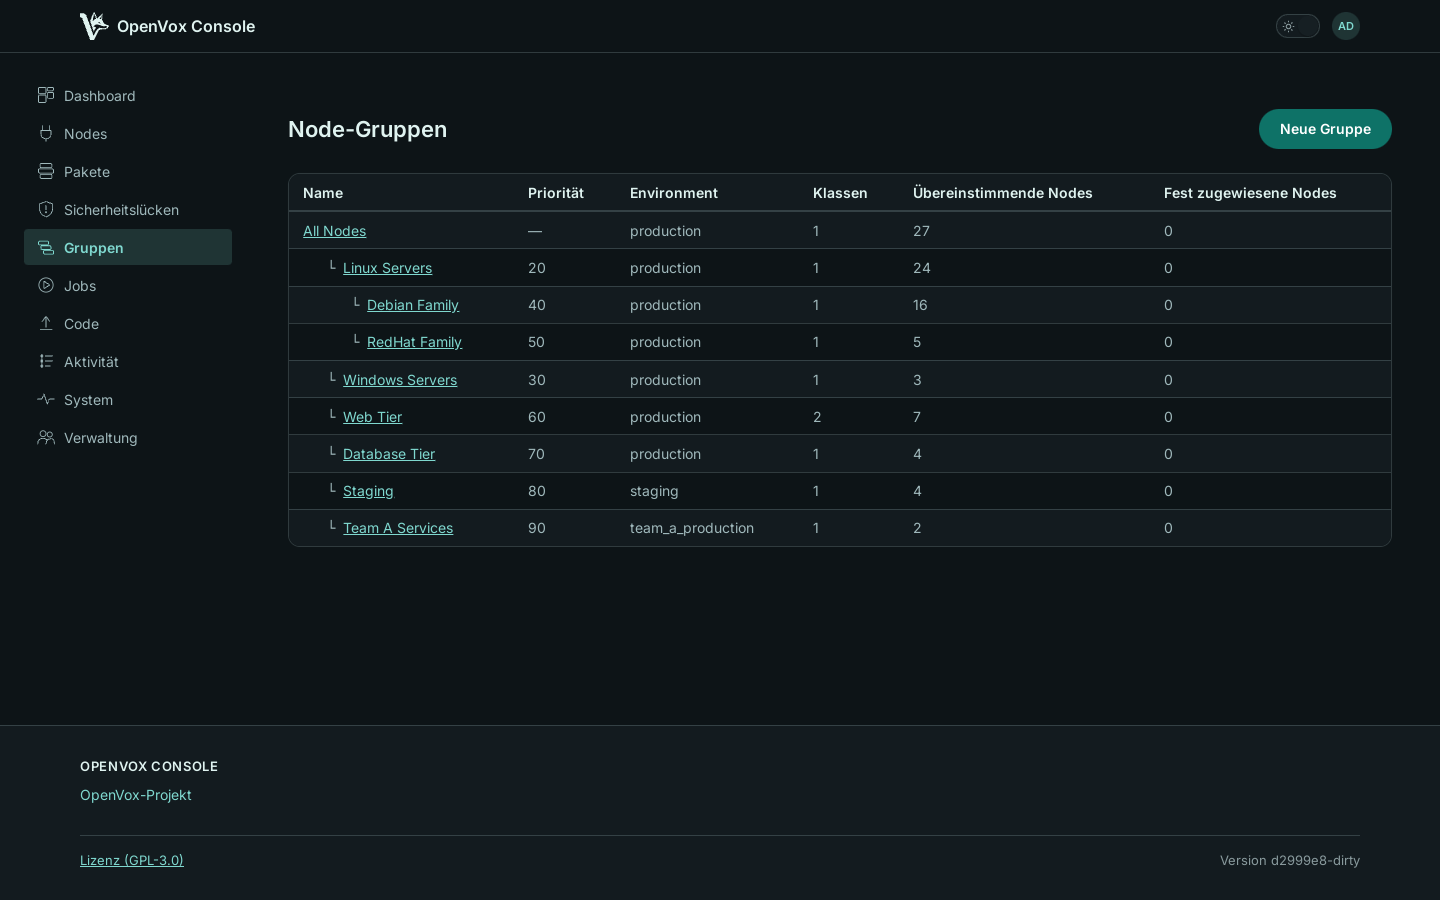 OpenVox Console
AD
Dashboard
Nodes
Pakete
Sicherheitslücken
Gruppen
Jobs
Code
Aktivität
System
Verwaltung
Node-Gruppen
Neue Gruppe
Name Priorität Environment Klassen Übereinstimmende Nodes Fest zugewiesene Nodes
All Nodes — production 1 27 0
└ Linux Servers 20 production 1 24 0
└ Debian Family 40 production 1 16 0
└ RedHat Family 50 production 1 5 0
└ Windows Servers 30 production 1 3 0
└ Web Tier 60 production 2 7 0
└ Database Tier 70 production 1 4 0
└ Staging 80 staging 1 4 0
└ Team A Services 90 team_a_production 1 2 0
OPENVOX CONSOLE
OpenVox-Projekt
Lizenz (GPL-3.0)
Version d2999e8-dirty